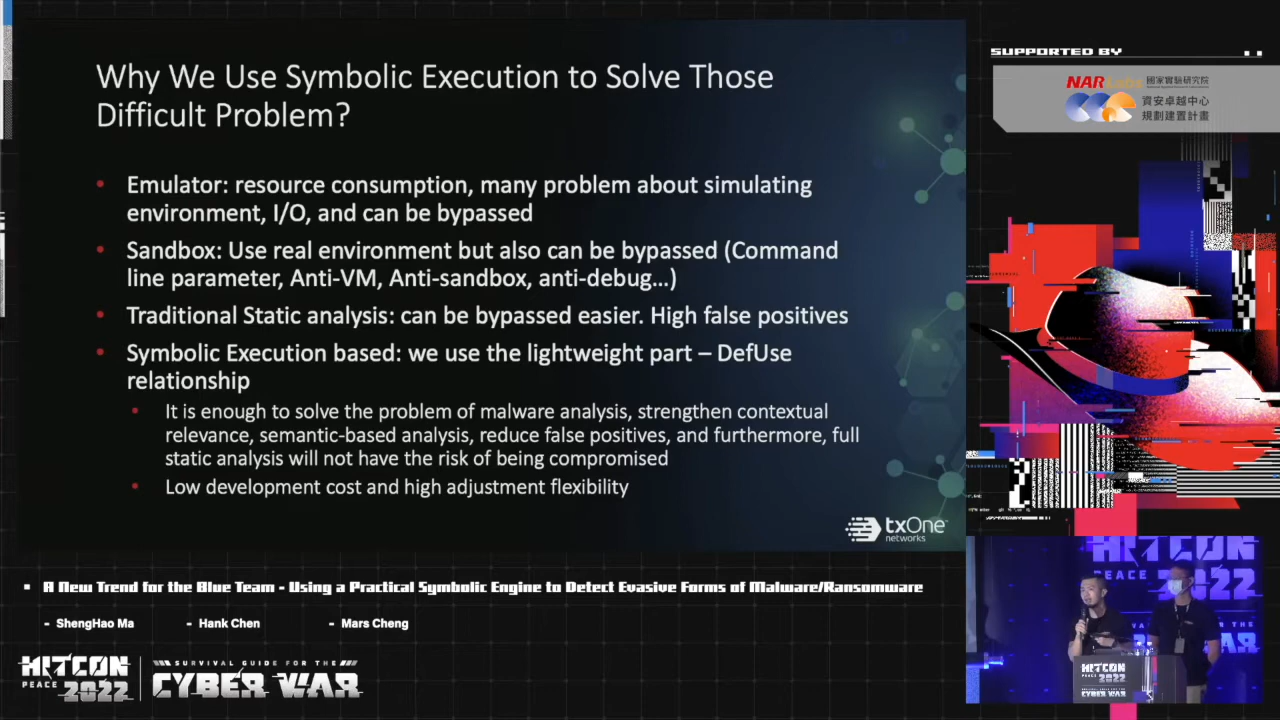 Why We Use Symbolic Execution to Solve Those
Difficult Problem?
• Emulator: resource consumption, many problem about simulating
environment, I/O, and can be bypassed
• Sandbox: Use real environment but also can be bypassed (Command
line parameter, Anti-VM, Anti-sandbox, anti-debug…)
• Traditional Static analysis: can be bypassed easier. High false positives
• Symbolic Execution based: we use the lightweight part – DefUse
relationship
• It is enough to solve the problem of malware analysis, strengthen contextual
relevance, semantic-based analysis, reduce false positives, and furthermore, full
static analysis will not have the risk of being compromised
• Low development cost and high adjustment flexibility
txOne
networks
SUPPORTED BY
NARLabs 國家實驗研究院
資安卓越中心
規劃建置計畫
A New Trend for the Blue Team - Using a Practical Symbolic Engine to Detect Evasive Forms of Malware/Ransomware
- ShengHao Ma - Hank Chen - Mars Cheng
HITCON
PEACE 2022
SURVIVAL GUIDE FOR THE
CYBER WAR
HITCON
PEACE 2022
WAR
HITCON
PEACE 2022